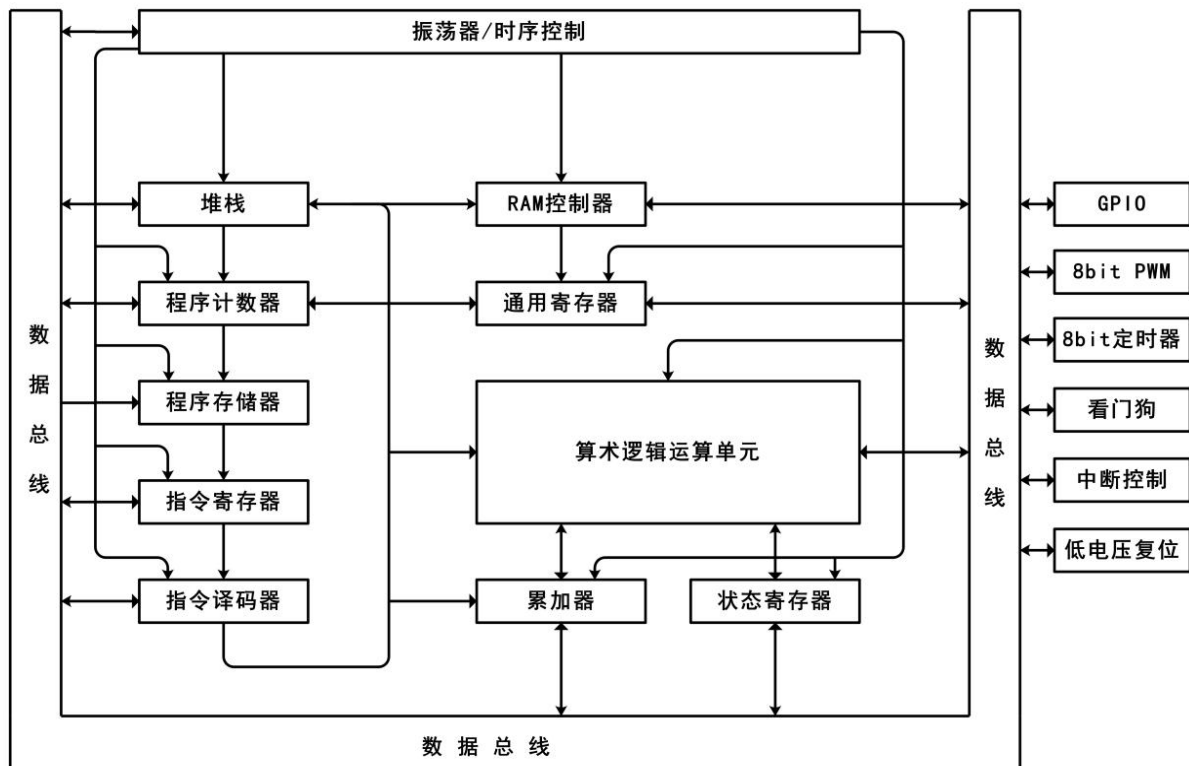 振荡器/时序控制
堆栈
RAM控制器
GPIO
8bit PWM
程序计数器
通用寄存器
8bit定时器
数据总线
数据总线
程序存储器
看门狗
算术逻辑运算单元
中断控制
指令寄存器
低电压复位
指令译码器
累加器
状态寄存器
数据总线